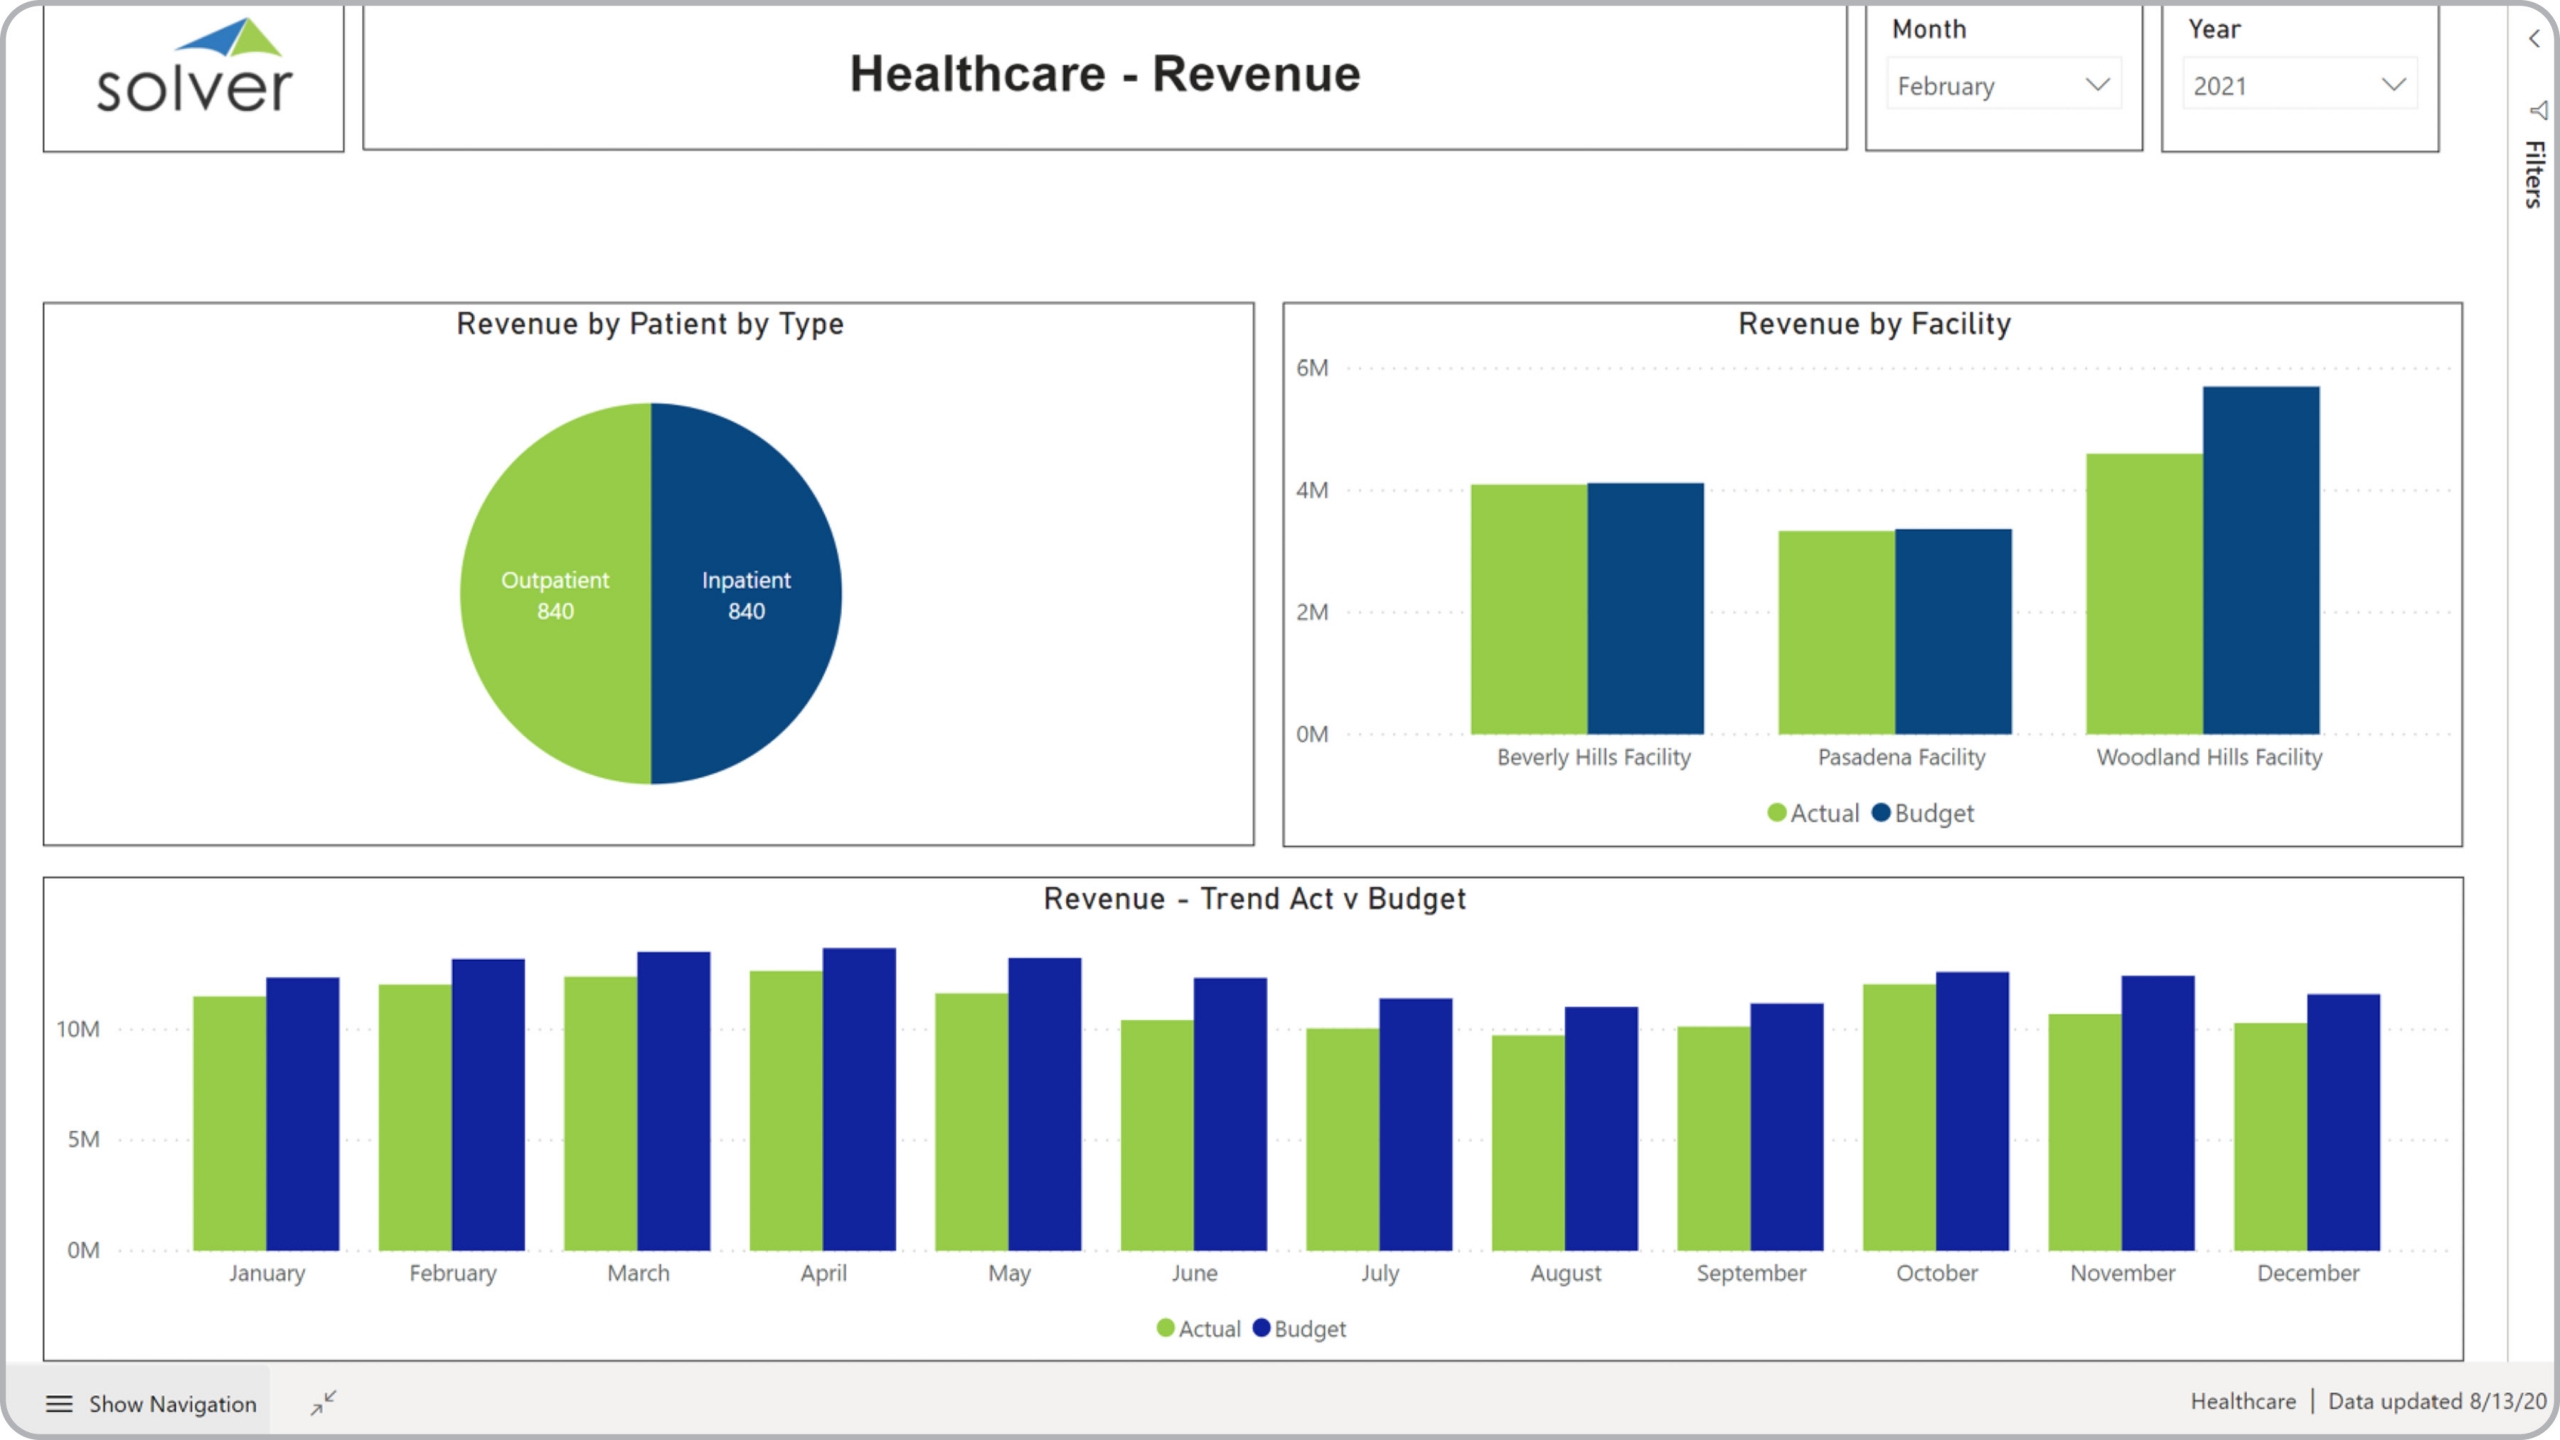 solver
Healthcare - Revenue
Month
February
Year
2021
Filters
Revenue by Patient by Type
Outpatient
840
Inpatient
840
Revenue by Facility
6M
4M
2M
0M
Beverly Hills Facility
Pasadena Facility
Woodland Hills Facility
Actual
Budget
Revenue - Trend Act v Budget
10M
5M
0M
January
February
March
April
May
June
July
August
September
October
November
December
Actual
Budget
Show Navigation
Healthcare | Data updated 8/13/20